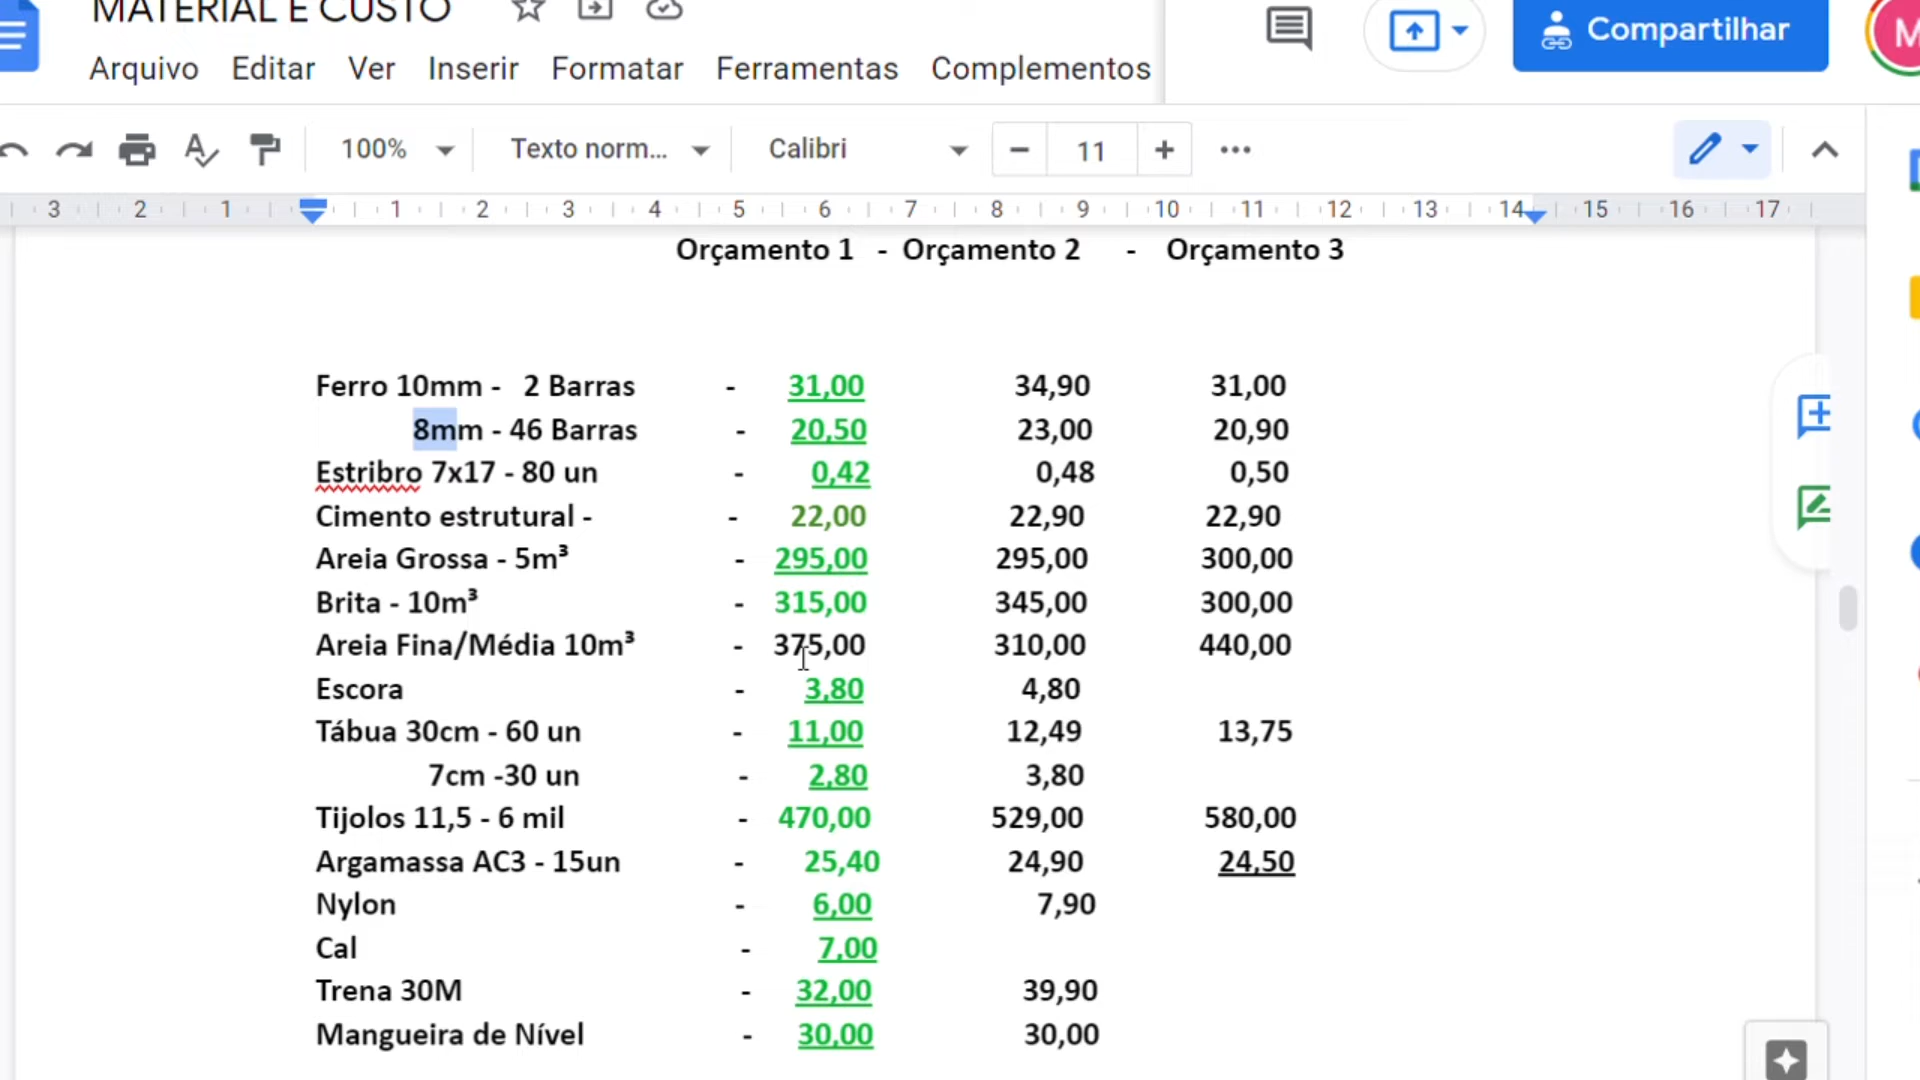 MATERIAL E CUSTO
Compartilhar
M
Arquivo Editar Ver Inserir Formatar Ferramentas Complementos
100% Texto norm... Calibri 11
3 2 1 1 2 3 4 5 6 7 8 9 10 11 12 13 14 15 16 17
Orçamento 1 - Orçamento 2 - Orçamento 3
Ferro 10mm - 2 Barras - 31,00 34,90 31,00
8mm - 46 Barras - 20,50 23,00 20,90
Estribro 7x17 - 80 un - 0,42 0,48 0,50
Cimento estrutural - - 22,00 22,90 22,90
Areia Grossa - 5m³ - 295,00 295,00 300,00
Brita - 10m³ - 315,00 345,00 300,00
Areia Fina/Média 10m³ - 375,00 310,00 440,00
Escora - 3,80 4,80
Tábua 30cm - 60 un - 11,00 12,49 13,75
7cm -30 un - 2,80 3,80
Tijolos 11,5 - 6 mil - 470,00 529,00 580,00
Argamassa AC3 - 15un - 25,40 24,90 24,50
Nylon - 6,00 7,90
Cal - 7,00
Trena 30M - 32,00 39,90
Mangueira de Nível - 30,00 30,00